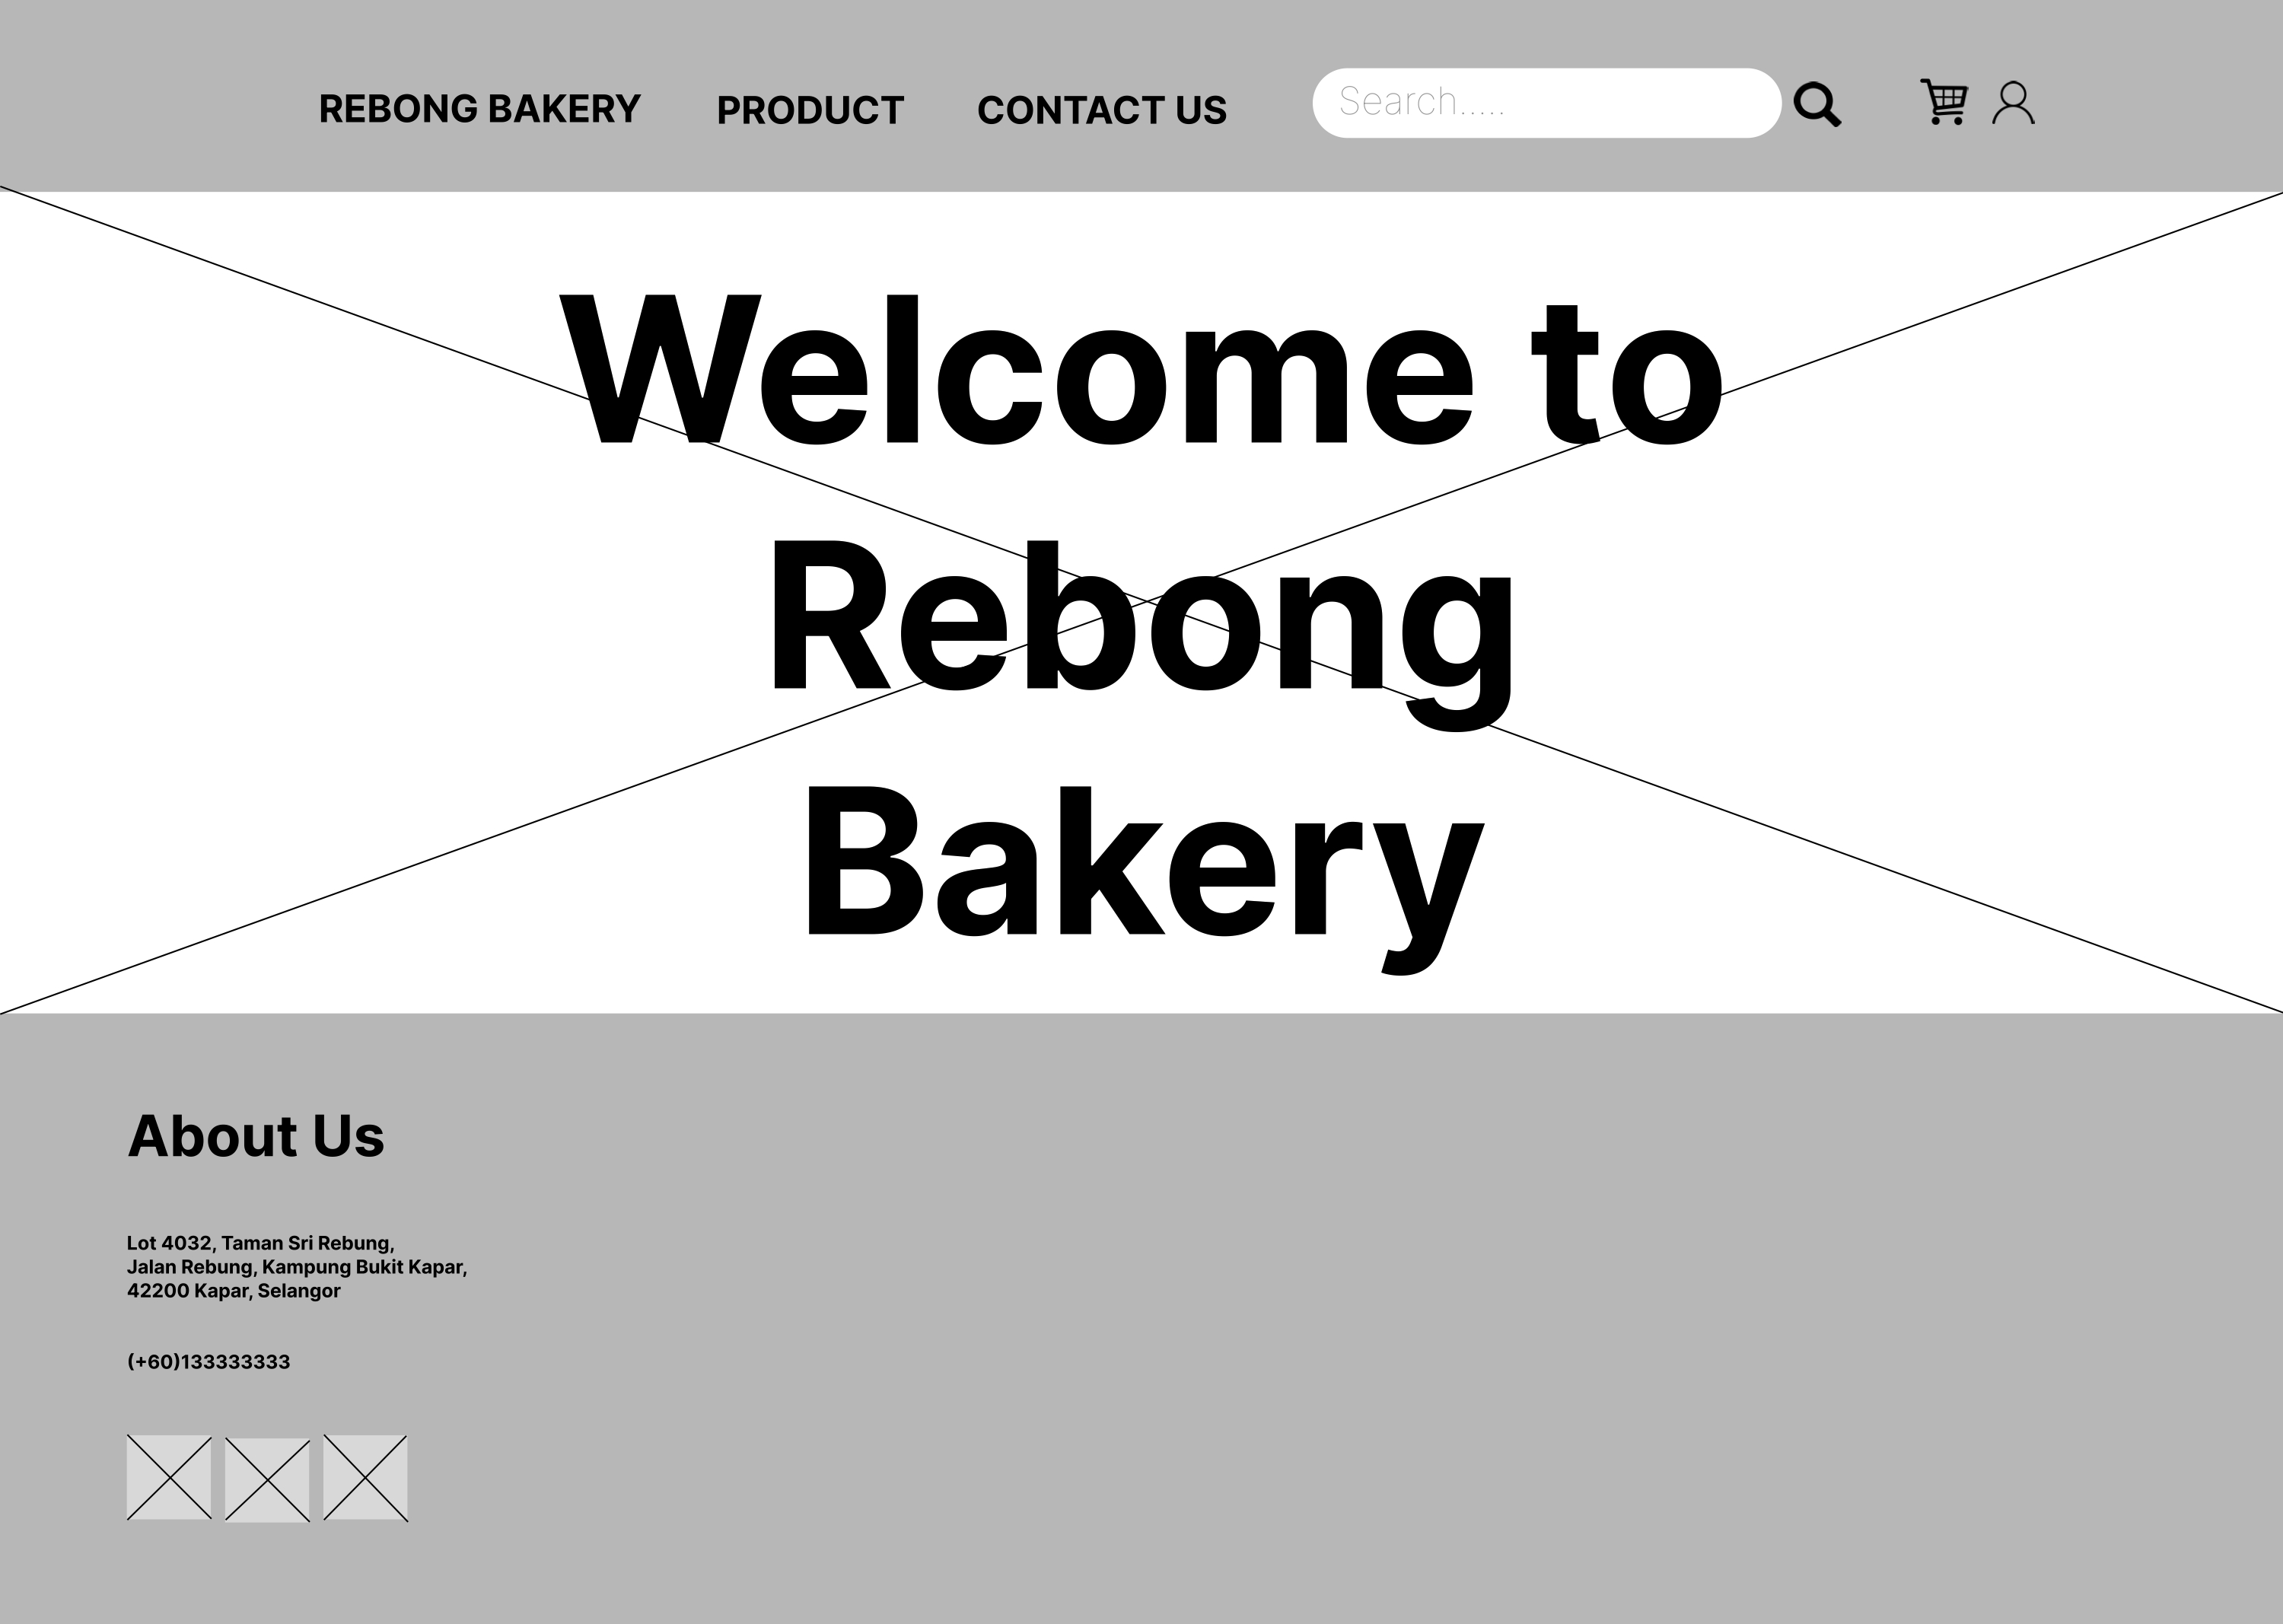 REBONG BAKERY PRODUCT CONTACT US Search.....
Welcome to
Rebong
Bakery
About Us
Lot 4032, Taman Sri Rebung,
Jalan Rebung, Kampung Bukit Kapar,
42200 Kapar, Selangor
(+60)133333333